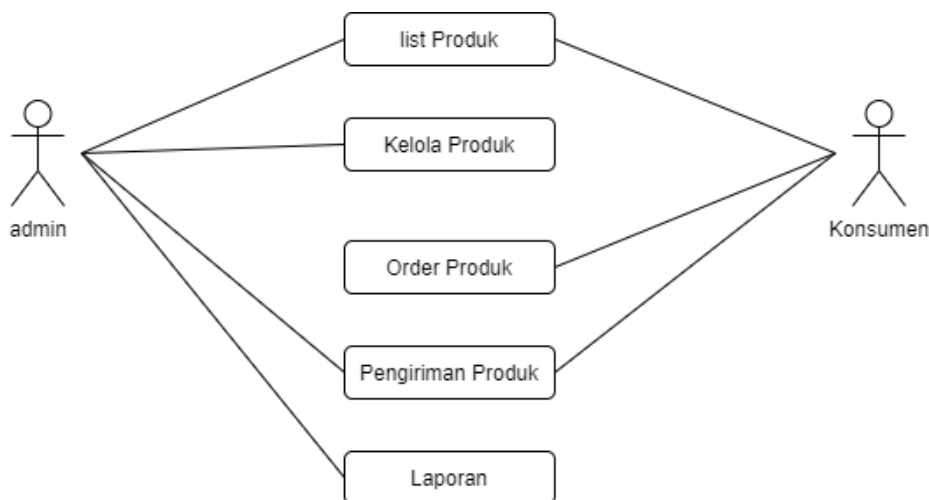 list Produk
Kelola Produk
admin
Konsumen
Order Produk
Pengiriman Produk
Laporan